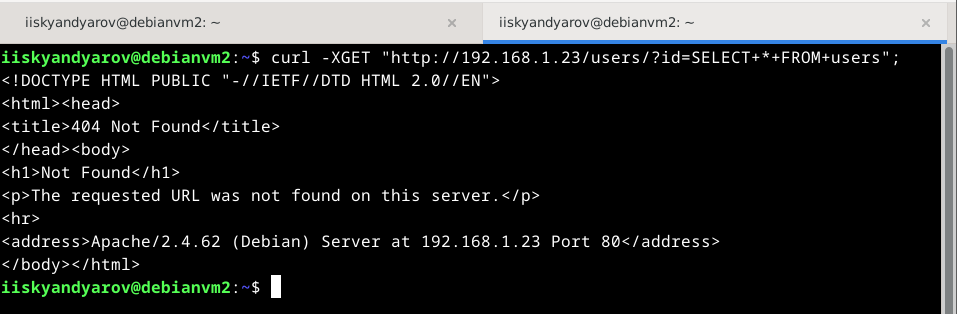 iiskyandyarov@debianvm2: ~ × iiskyandyarov@debianvm2: ~ ×
iiskyandyarov@debianvm2:~$ curl -XGET "http://192.168.1.23/users/?id=SELECT+*+FROM+users";
<!DOCTYPE HTML PUBLIC "-//IETF//DTD HTML 2.0//EN">
<html><head>
<title>404 Not Found</title>
</head><body>
<h1>Not Found</h1>
<p>The requested URL was not found on this server.</p>
<hr>
<address>Apache/2.4.62 (Debian) Server at 192.168.1.23 Port 80</address>
</body></html>
iiskyandyarov@debianvm2:~$